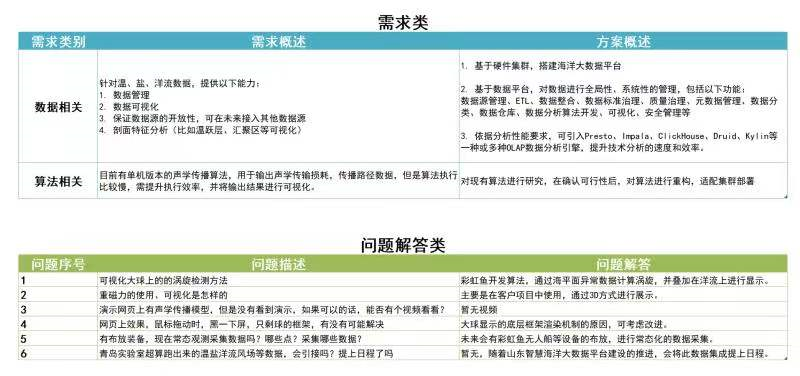 需求类
需求类别 需求概述 方案概述
数据相关
针对温、盐、洋流数据，提供以下能力：
1. 数据管理
2. 数据可视化
3. 保证数据源的开放性，可在未来接入其他数据源
4. 剖面特征分析（比如温跃层、汇聚区等可视化）
1. 基于硬件集群，搭建海洋大数据平台
2. 基于数据平台，对数据进行全局性、系统性的管理，包括以下功能：
数据源管理、ETL、数据整合、数据标准治理、质量治理、元数据管理、数据分
类、数据仓库、数据分析算法开发、可视化、安全管理等
3. 依据分析性能要求，可引入Presto、Impala、ClickHouse、Druid、Kylin等
一种或多种OLAP数据分析引擎，提升技术分析的速度和效率。
算法相关
目前有单机版本的声学传播算法，用于输出声学传输损耗，传播路径数据，但是算法执行
比较慢，需提升执行效率，并将输出结果进行可视化。
对现有算法进行研究，在确认可行性后，对算法进行重构，适配集群部署
问题解答类
问题序号 问题描述 问题解答
1 可视化大球上的的涡旋检测方法 彩虹鱼开发算法，通过海平面异常数据计算涡旋，并叠加在洋流上进行显示。
2 重磁力的使用、可视化是怎样的 主要是在客户项目中使用，通过3D方式进行展示。
3 演示网页上有声学传播模型，但是没有看到演示，如果可以的话，能否有个视频看看？ 暂无视频
4 网页上效果，鼠标拖动时，黑一下屏，只剩球的框架，有没有可能解决 大球显示的底层框架渲染机制的原因，可考虑改进。
5 有布放装备，现在常态观测采集数据吗？哪些点？采集哪些数据？ 未来会有彩虹鱼无人船等设备的布放，进行常态化的数据采集。
6 青岛实验室超算跑出来的温盐洋流风场等数据，会引接吗？提上日程了吗 暂无，随着山东智慧海洋大数据平台建设的推进，会将此数据集成提上日程。